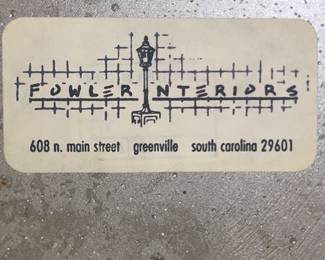 FOWLER INTERIORS
608 n. main street greenville south carolina 29601